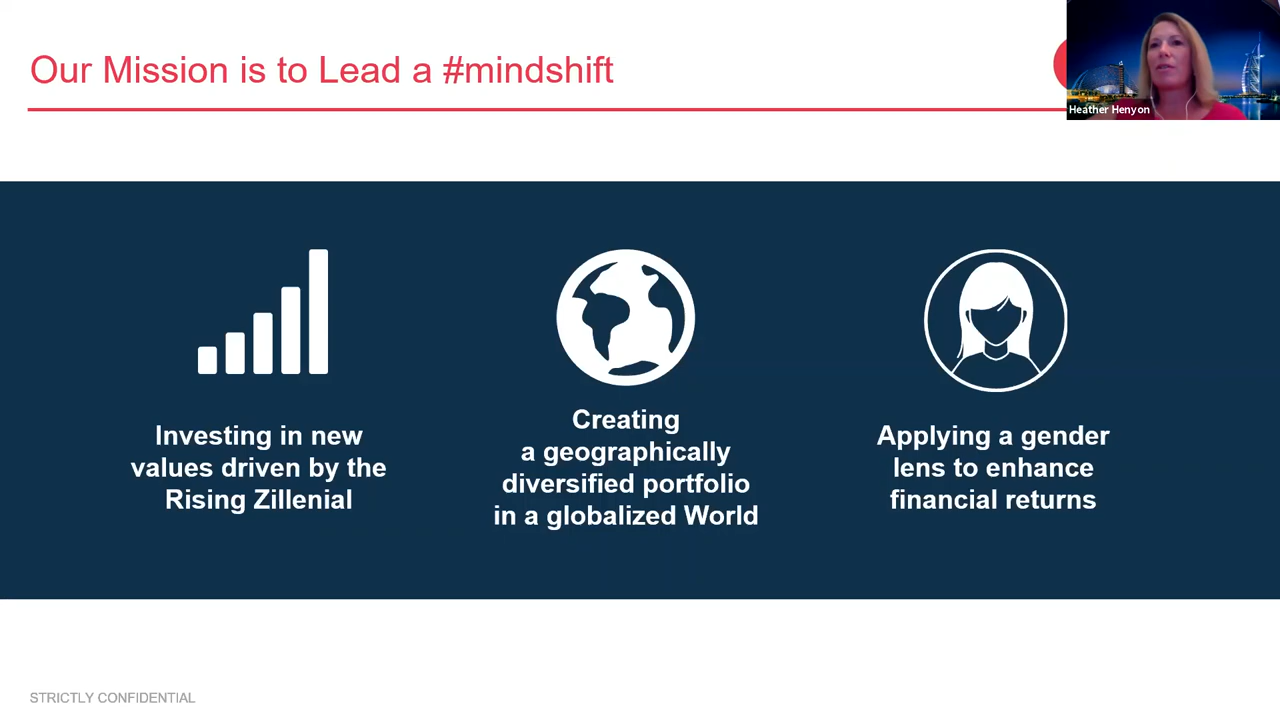 Our Mission is to Lead a #mindshift
Heather Henyon
Investing in new
values driven by the
Rising Zillenial
Creating
a geographically
diversified portfolio
in a globalized World
Applying a gender
lens to enhance
financial returns
STRICTLY CONFIDENTIAL